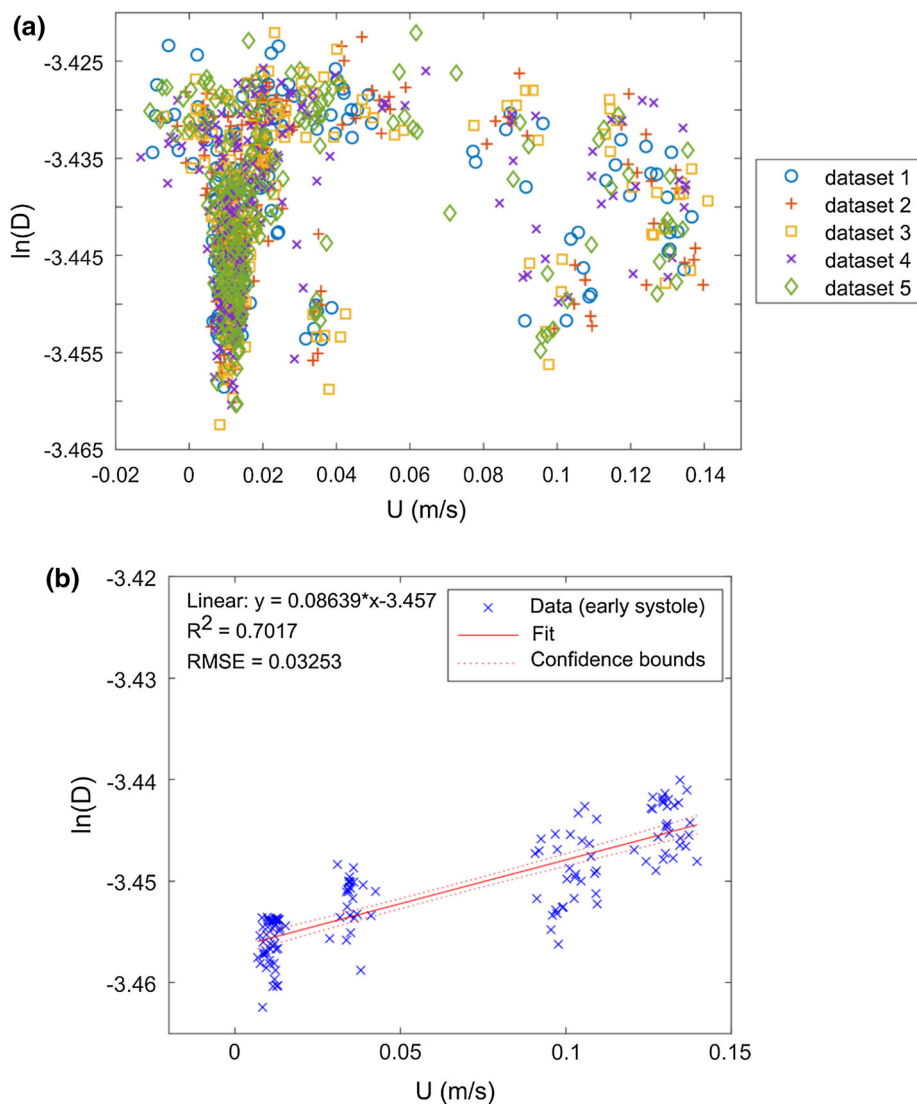 (a)
-3.425
-3.435
-3.445
-3.455
-3.465
ln(D)
-0.02 0 0.02 0.04 0.06 0.08 0.1 0.12 0.14
U (m/s)
dataset 1
dataset 2
dataset 3
dataset 4
dataset 5
(b)
-3.42
-3.43
-3.44
-3.45
-3.46
ln(D)
Linear: y = 0.08639*x-3.457
R² = 0.7017
RMSE = 0.03253
Data (early systole)
Fit
Confidence bounds
0 0.05 0.1 0.15
U (m/s)